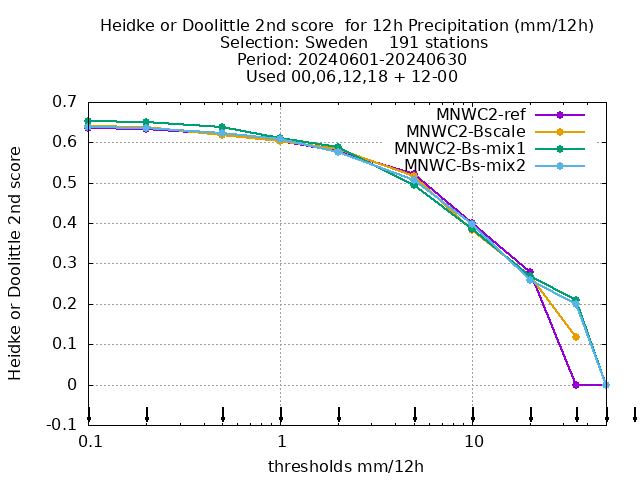 Heidke or Doolittle 2nd score  for 12h Precipitation (mm/12h)
Selection: Sweden    191 stations
Period: 20240601-20240630
Used 00,06,12,18 + 12-00
MNWC2-ref
MNWC2-Bscale
MNWC2-Bs-mix1
MNWC-Bs-mix2
Heidke or Doolittle 2nd score
0.7
0.6
0.5
0.4
0.3
0.2
0.1
0
-0.1
0.1 1 10
thresholds mm/12h